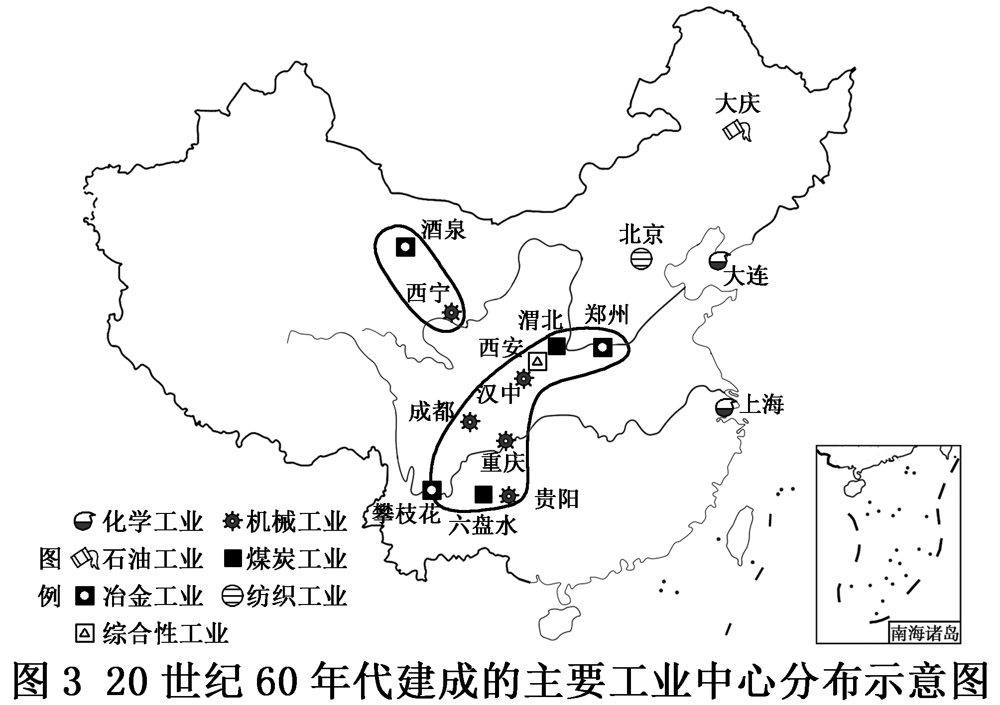 大庆
酒泉
北京
大连
西宁
渭北
郑州
西安
汉中
成都
上海
重庆
贵阳
攀枝花
六盘水
图例
化学工业
机械工业
石油工业
煤炭工业
冶金工业
纺织工业
综合性工业
南海诸岛
图3 20世纪60年代建成的主要工业中心分布示意图